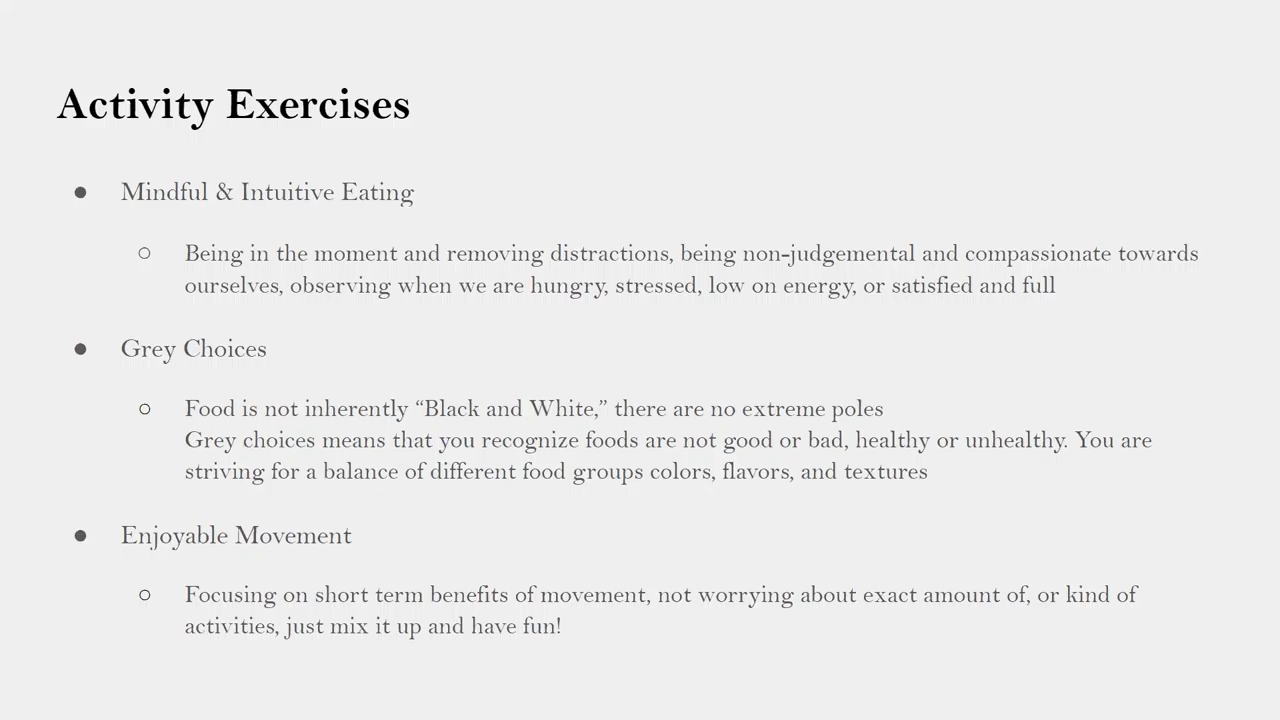 Activity Exercises
● Mindful & Intuitive Eating
○ Being in the moment and removing distractions, being non-judgemental and compassionate towards
ourselves, observing when we are hungry, stressed, low on energy, or satisfied and full
● Grey Choices
○ Food is not inherently “Black and White,” there are no extreme poles
Grey choices means that you recognize foods are not good or bad, healthy or unhealthy. You are
striving for a balance of different food groups colors, flavors, and textures
● Enjoyable Movement
○ Focusing on short term benefits of movement, not worrying about exact amount of, or kind of
activities, just mix it up and have fun!